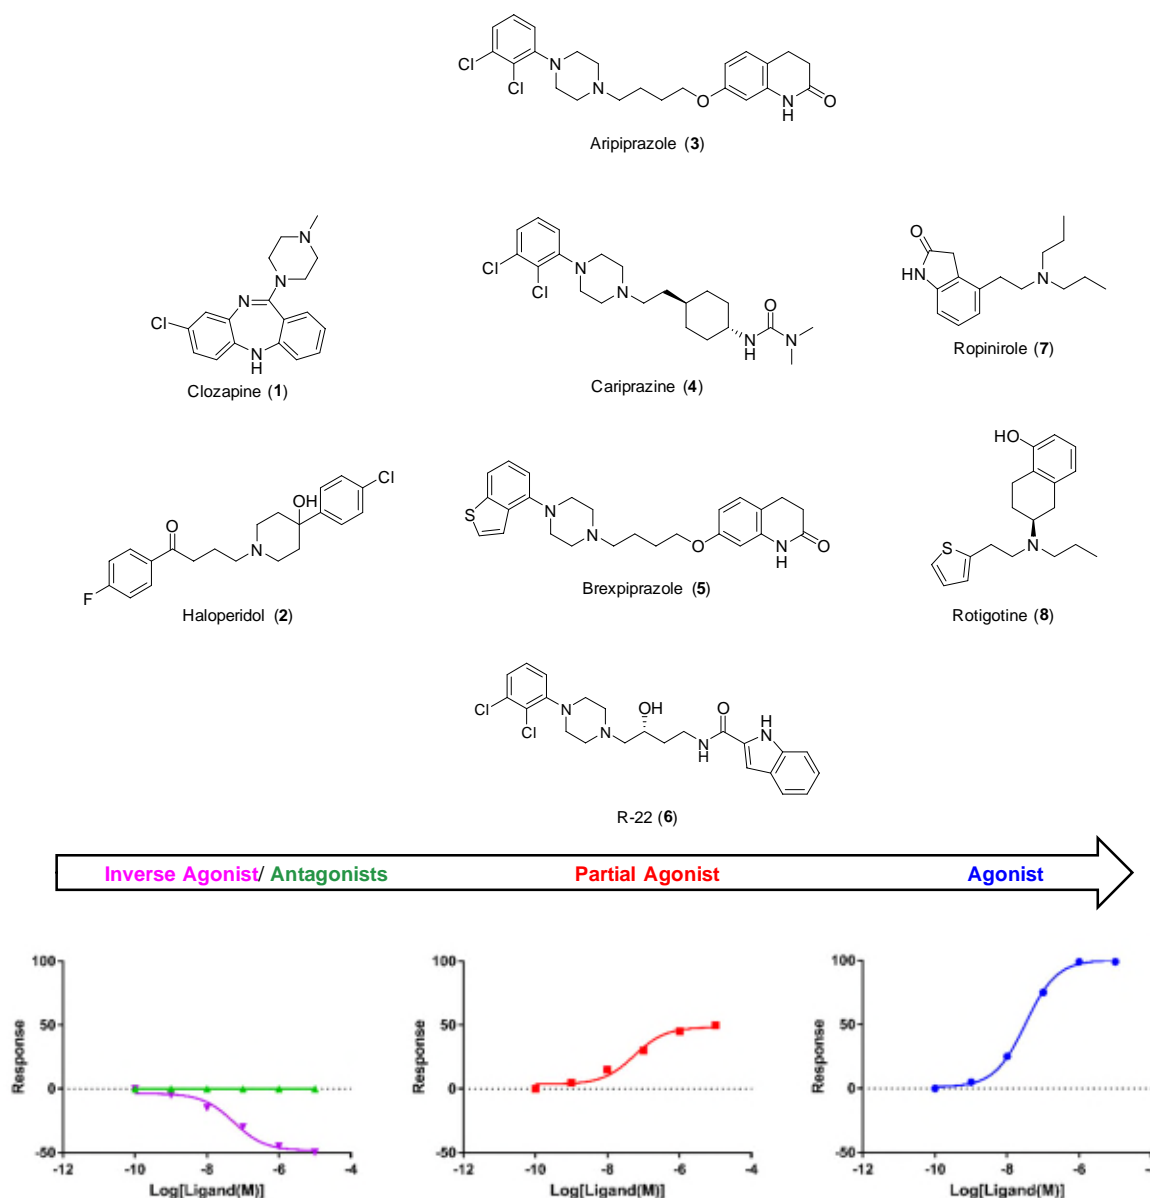 Cl
Cl
N
N
O
N
H
O
Aripiprazole (3)
N
N
N
Cl
N
H
Clozapine (1)
Cl
Cl
N
N
O
N
H
N
Cariprazine (4)
O
HN
N
Ropinirole (7)
Cl
OH
O
N
F
Haloperidol (2)
S
N
N
O
N
H
O
Brexpiprazole (5)
HO
S
N
Rotigotine (8)
Cl
Cl
N
N
OH
N
H
O
H
N
R-22 (6)
Inverse Agonist/ Antagonists
Partial Agonist
Agonist
100
50
0
-50
Response
-12 -10 -8 -6 -4
Log[Ligand(M)]
100
50
0
-50
Response
-12 -10 -8 -6 -4
Log[Ligand(M)]
100
50
0
-50
Response
-12 -10 -8 -6 -4
Log[Ligand(M)]